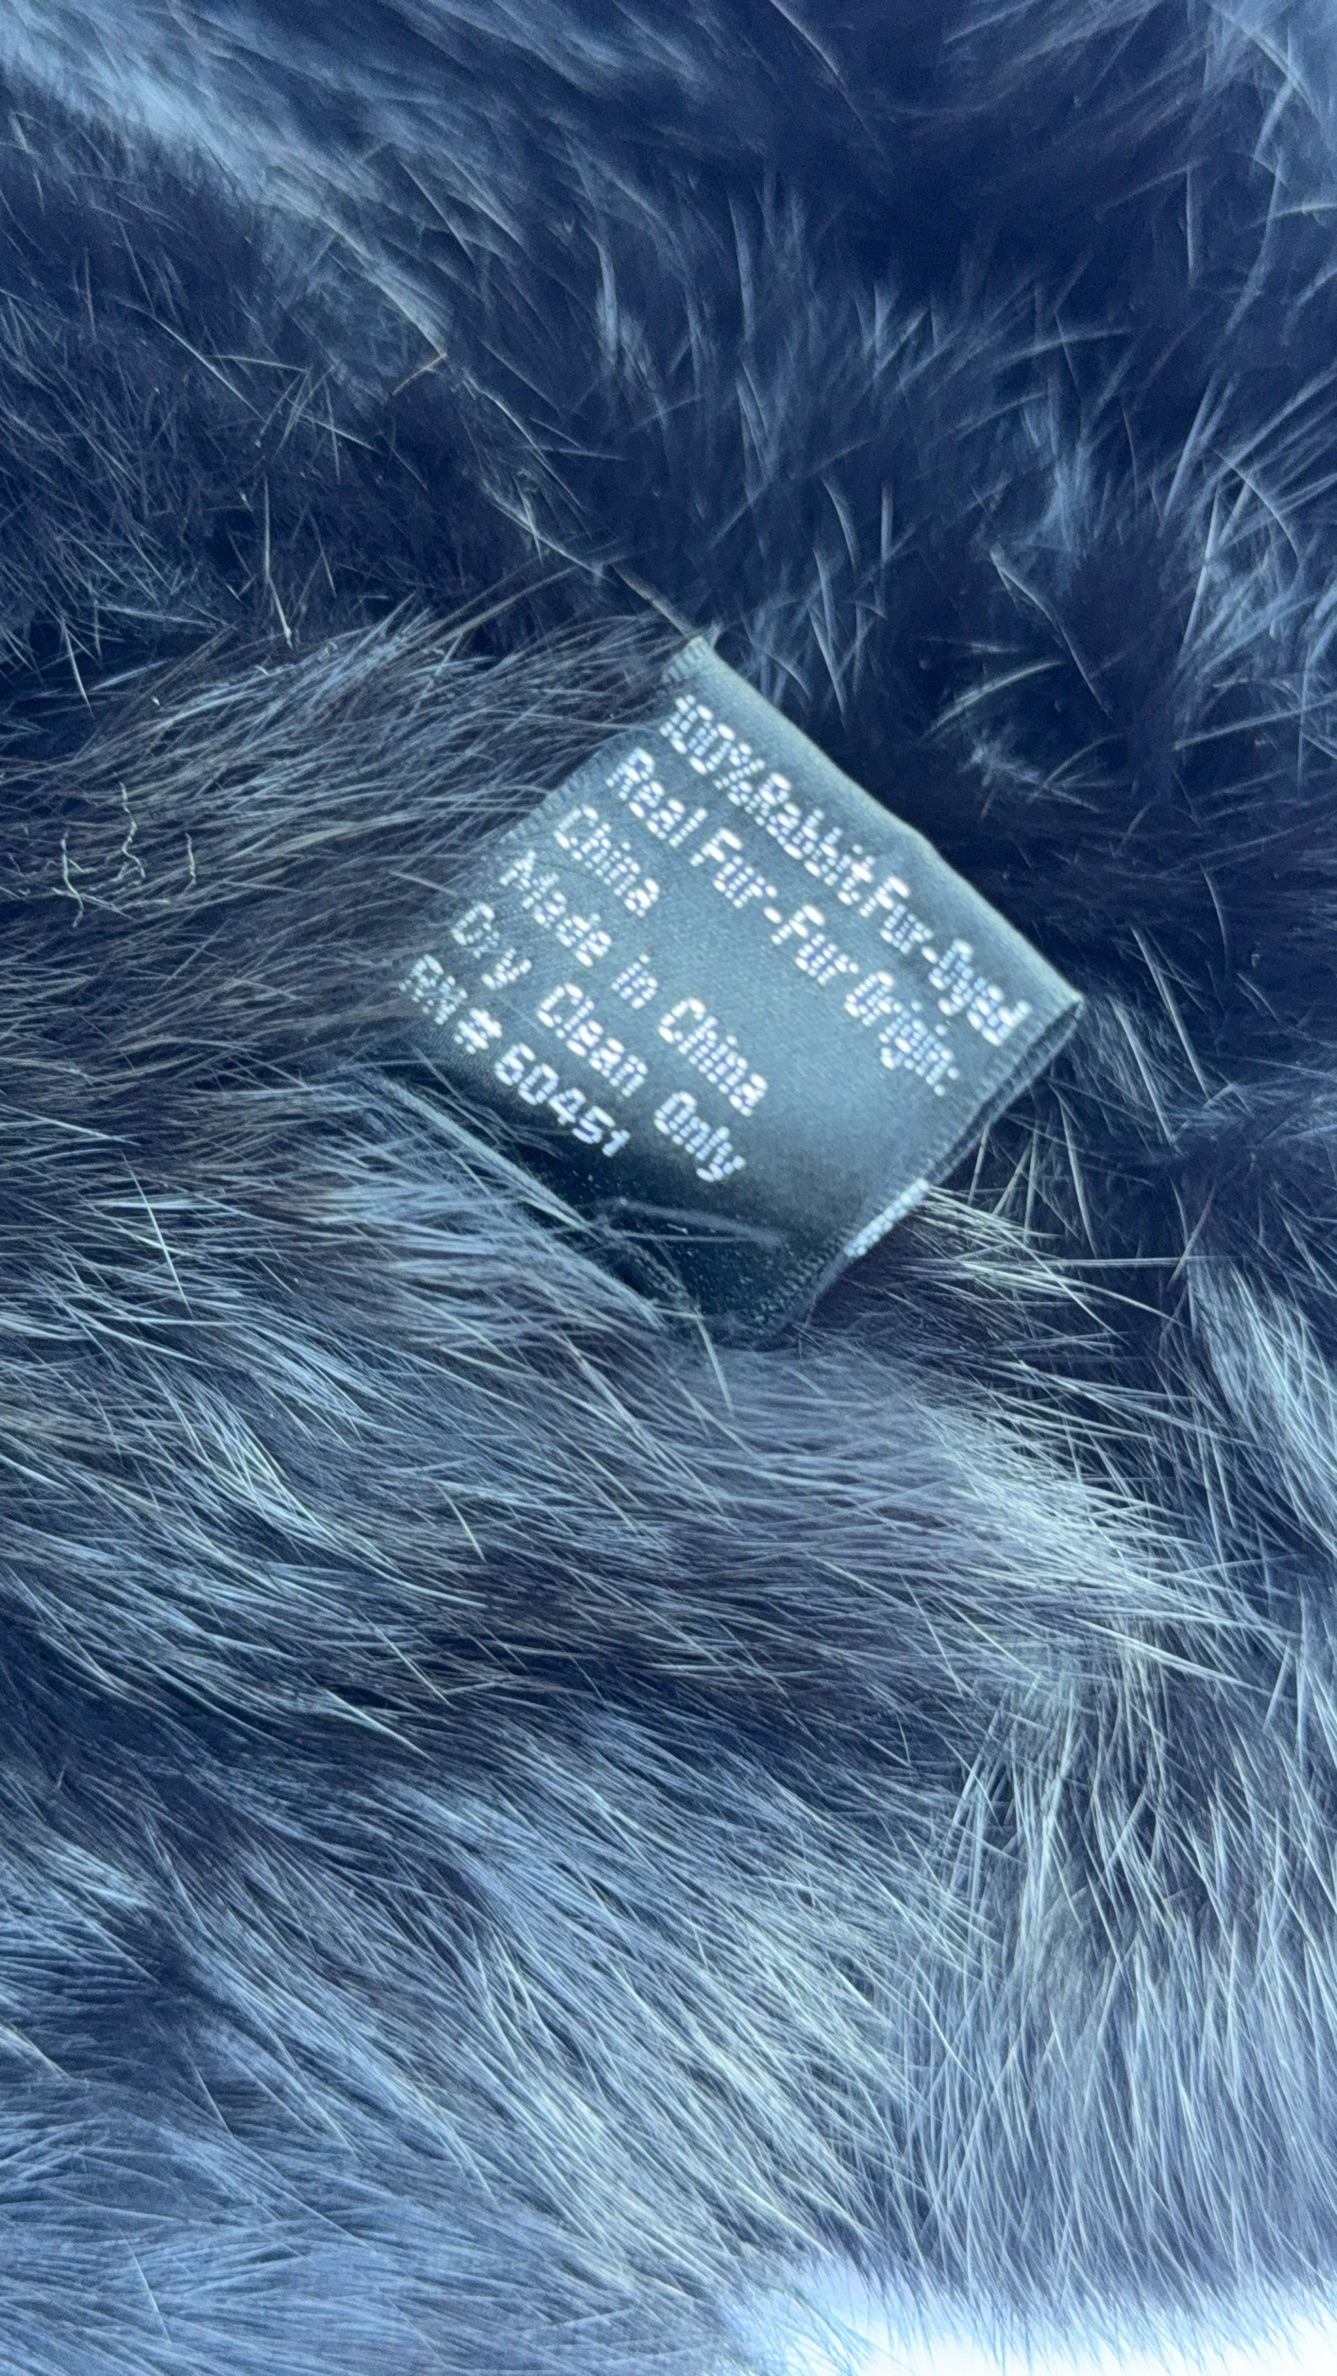 100%Rabbit Fur-Dyed
Real Fur-Fur Origin:
China
Made in China
Dry Clean Only
RN# 60451